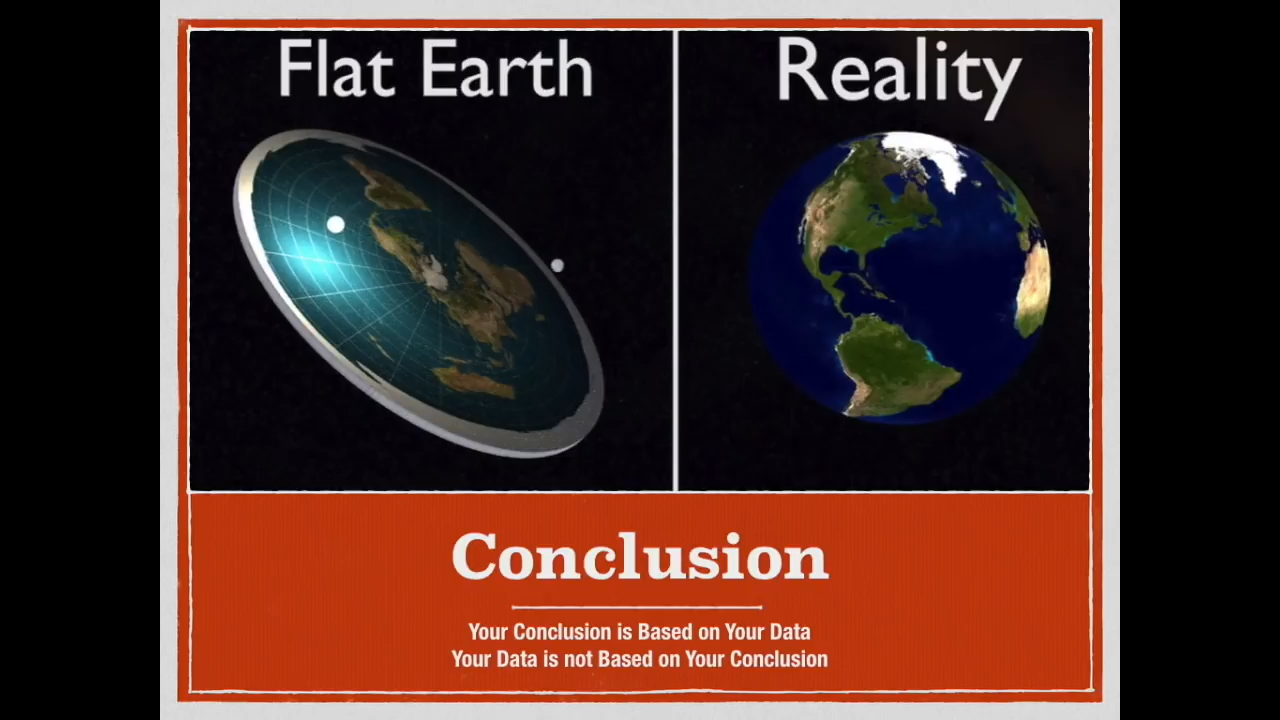 Flat Earth
Reality
Conclusion
Your Conclusion is Based on Your Data
Your Data is not Based on Your Conclusion